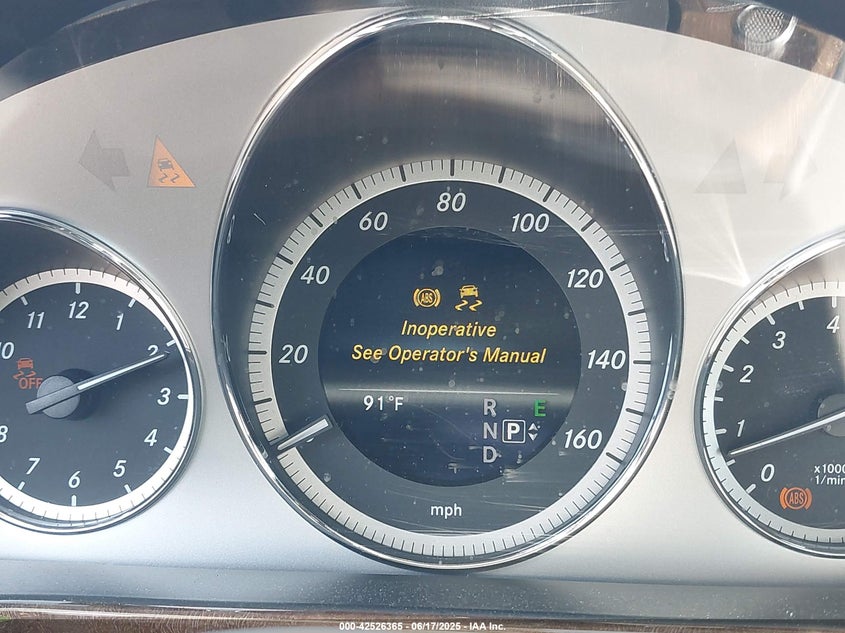 80
60
100
40
120
20
140
160
mph
ABS
Inoperative
See Operator's Manual
91°F
R
N
D
P
E
12
11
1
10
2
3
4
8
7
5
6
OFF
4
3
2
1
0
x1000
1/min
ABS
000-42526365 - 06/17/2025 - IAA Inc.